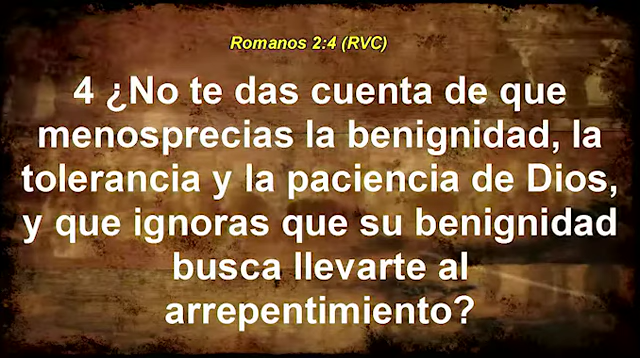 Romanos 2:4 (RVC)
4 ¿No te das cuenta de que
menosprecias la benignidad, la
tolerancia y la paciencia de Dios,
y que ignoras que su benignidad
busca llevarte al
arrepentimiento?